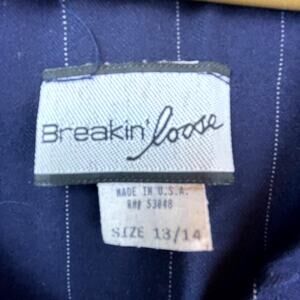 Breakin' loose
MADE IN U.S.A.
RN# 53848
SIZE 13/14